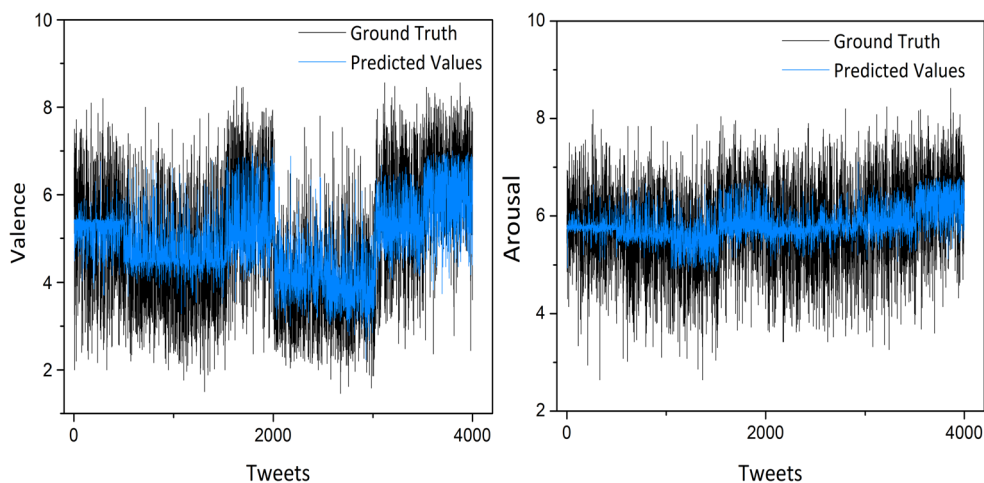 10
8
6
4
2
Valence
Ground Truth
Predicted Values
0
2000
4000
Tweets
10
8
6
4
2
Arousal
Ground Truth
Predicted Values
0
2000
4000
Tweets